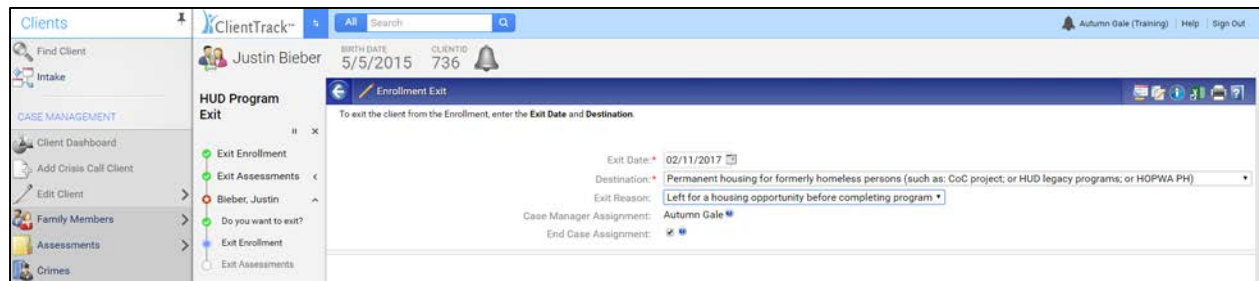 Clients
Find Client
Intake
CASE MANAGEMENT
Client Dashboard
Add Crisis Call Client
Edit Client
Family Members
Assessments
Crimes
ClientTrack™
All Search
Autumn Gale (Training) Help Sign Out
Justin Bieber
BIRTH DATE
5/5/2015
CLIENTID
736
HUD Program
Exit
Exit Enrollment
Exit Assessments
Bieber, Justin
Do you want to exit?
Exit Enrollment
Exit Assessments
Enrollment Exit
To exit the client from the Enrollment, enter the Exit Date and Destination.
Exit Date:* 02/11/2017
Destination:* Permanent housing for formerly homeless persons (such as: CoC project; or HUD legacy programs; or HOPWA PH)
Exit Reason: Left for a housing opportunity before completing program
Case Manager Assignment: Autumn Gale
End Case Assignment: